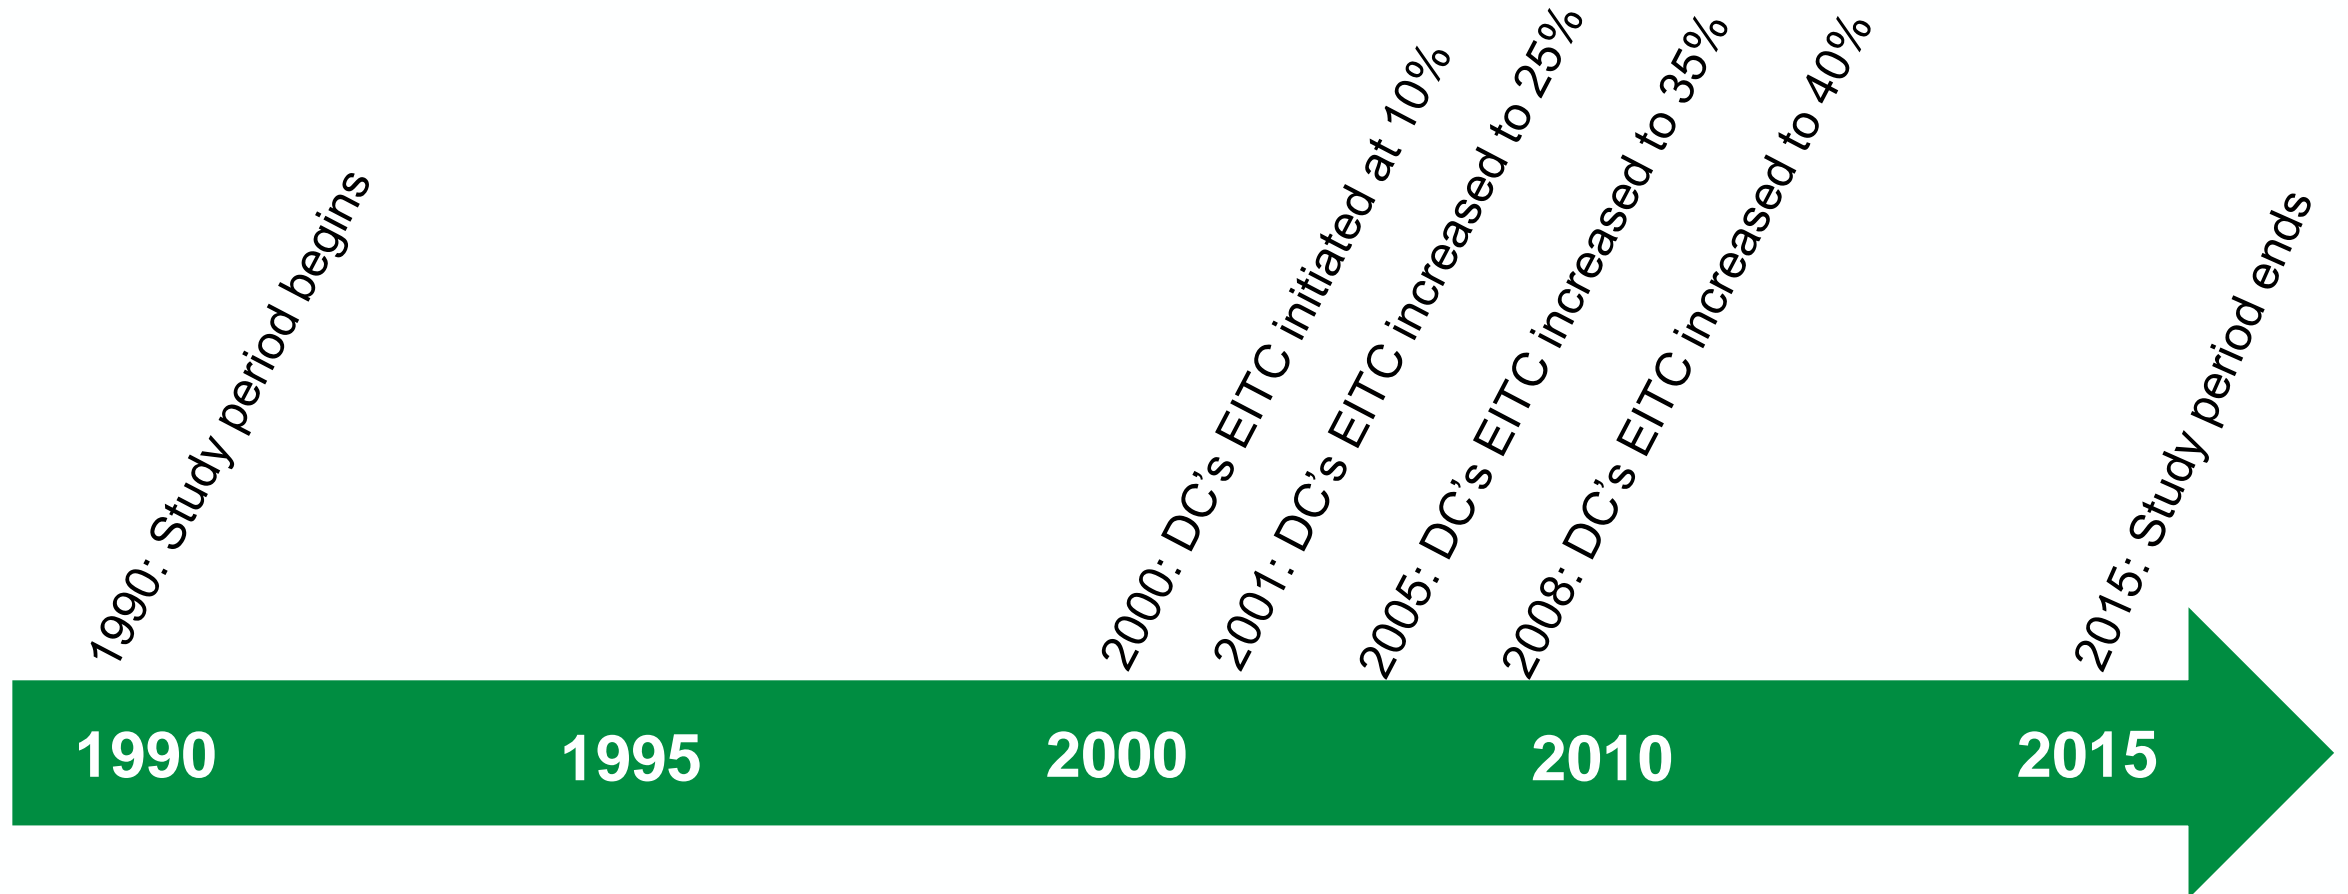 1990: Study period begins
2000: DC’s EITC initiated at 10%
2001: DC’s EITC increased to 25%
2005: DC’s EITC increased to 35%
2008: DC’s EITC increased to 40%
2015: Study period ends
1990
1995
2000
2010
2015